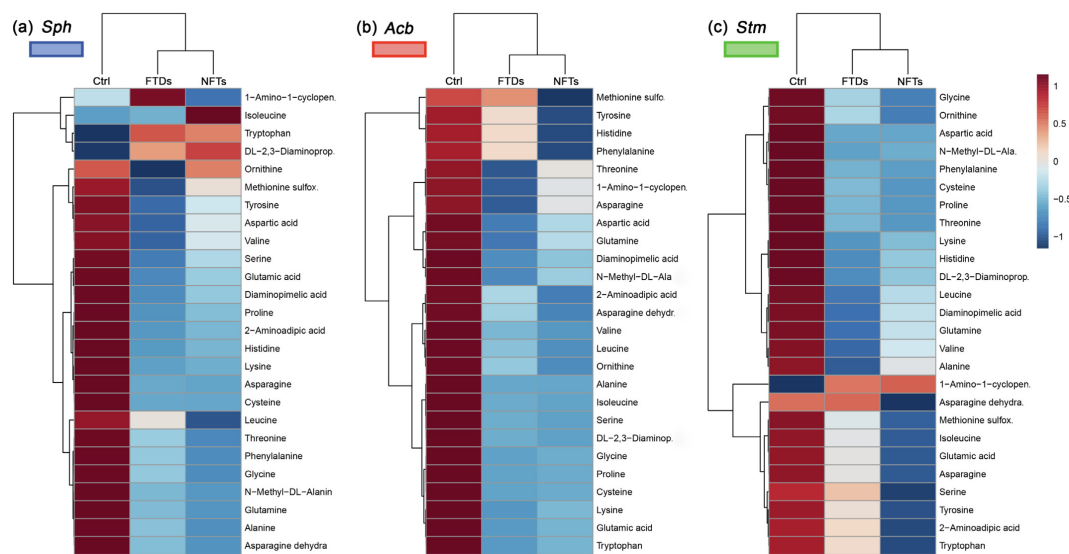 (a) Sph
Ctrl FTDs NFTs
1-Amino-1-cyclopen.
Isoleucine
Tryptophan
DL-2,3-Diaminoprop.
Ornithine
Methionine sulfox.
Tyrosine
Aspartic acid
Valine
Serine
Glutamic acid
Diaminopimelic acid
Proline
2-Aminoadipic acid
Histidine
Lysine
Asparagine
Cysteine
Leucine
Threonine
Phenylalanine
Glycine
N-Methyl-DL-Alanin
Glutamine
Alanine
Asparagine dehydra
(b) Acb
Ctrl FTDs NFTs
Methionine sulfo.
Tyrosine
Histidine
Phenylalanine
Threonine
1-Amino-1-cyclopen.
Asparagine
Aspartic acid
Glutamine
Diaminopimelic acid
N-Methyl-DL-Ala
2-Aminoadipic acid
Asparagine dehydr.
Valine
Leucine
Ornithine
Alanine
Isoleucine
Serine
DL-2,3-Diaminop.
Glycine
Proline
Cysteine
Lysine
Glutamic acid
Tryptophan
(c) Stm
Ctrl FTDs NFTs
Glycine
Ornithine
Aspartic acid
N-Methyl-DL-Ala.
Phenylalanine
Cysteine
Proline
Threonine
Lysine
Histidine
DL-2,3-Diaminoprop.
Leucine
Diaminopimelic acid
Glutamine
Valine
Alanine
1-Amino-1-cyclopen.
Asparagine dehydra.
Methionine sulfox.
Isoleucine
Glutamic acid
Asparagine
Serine
Tyrosine
2-Aminoadipic acid
Tryptophan
1
0.5
0
-0.5
-1